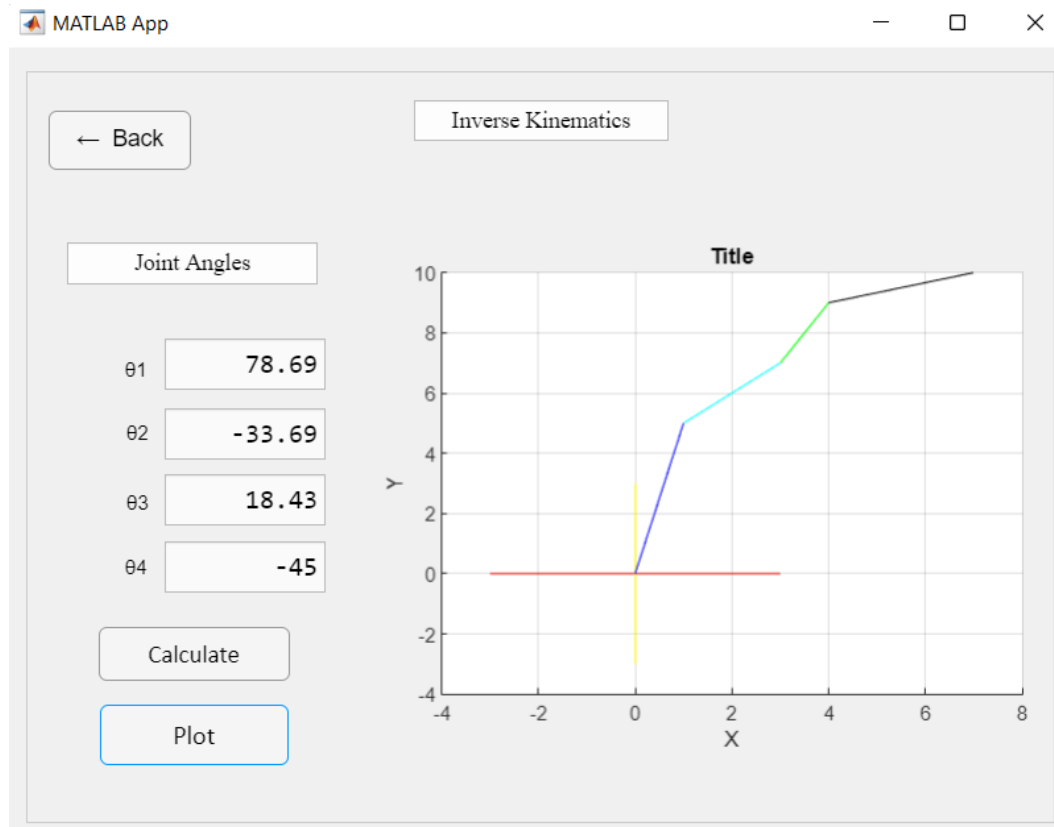 MATLAB App
← Back
Inverse Kinematics
Joint Angles
θ1 78.69
θ2 -33.69
θ3 18.43
θ4 -45
Calculate
Plot
Title
10
8
6
4
2
0
-2
-4
Y
-4 -2 0 2 4 6 8
X